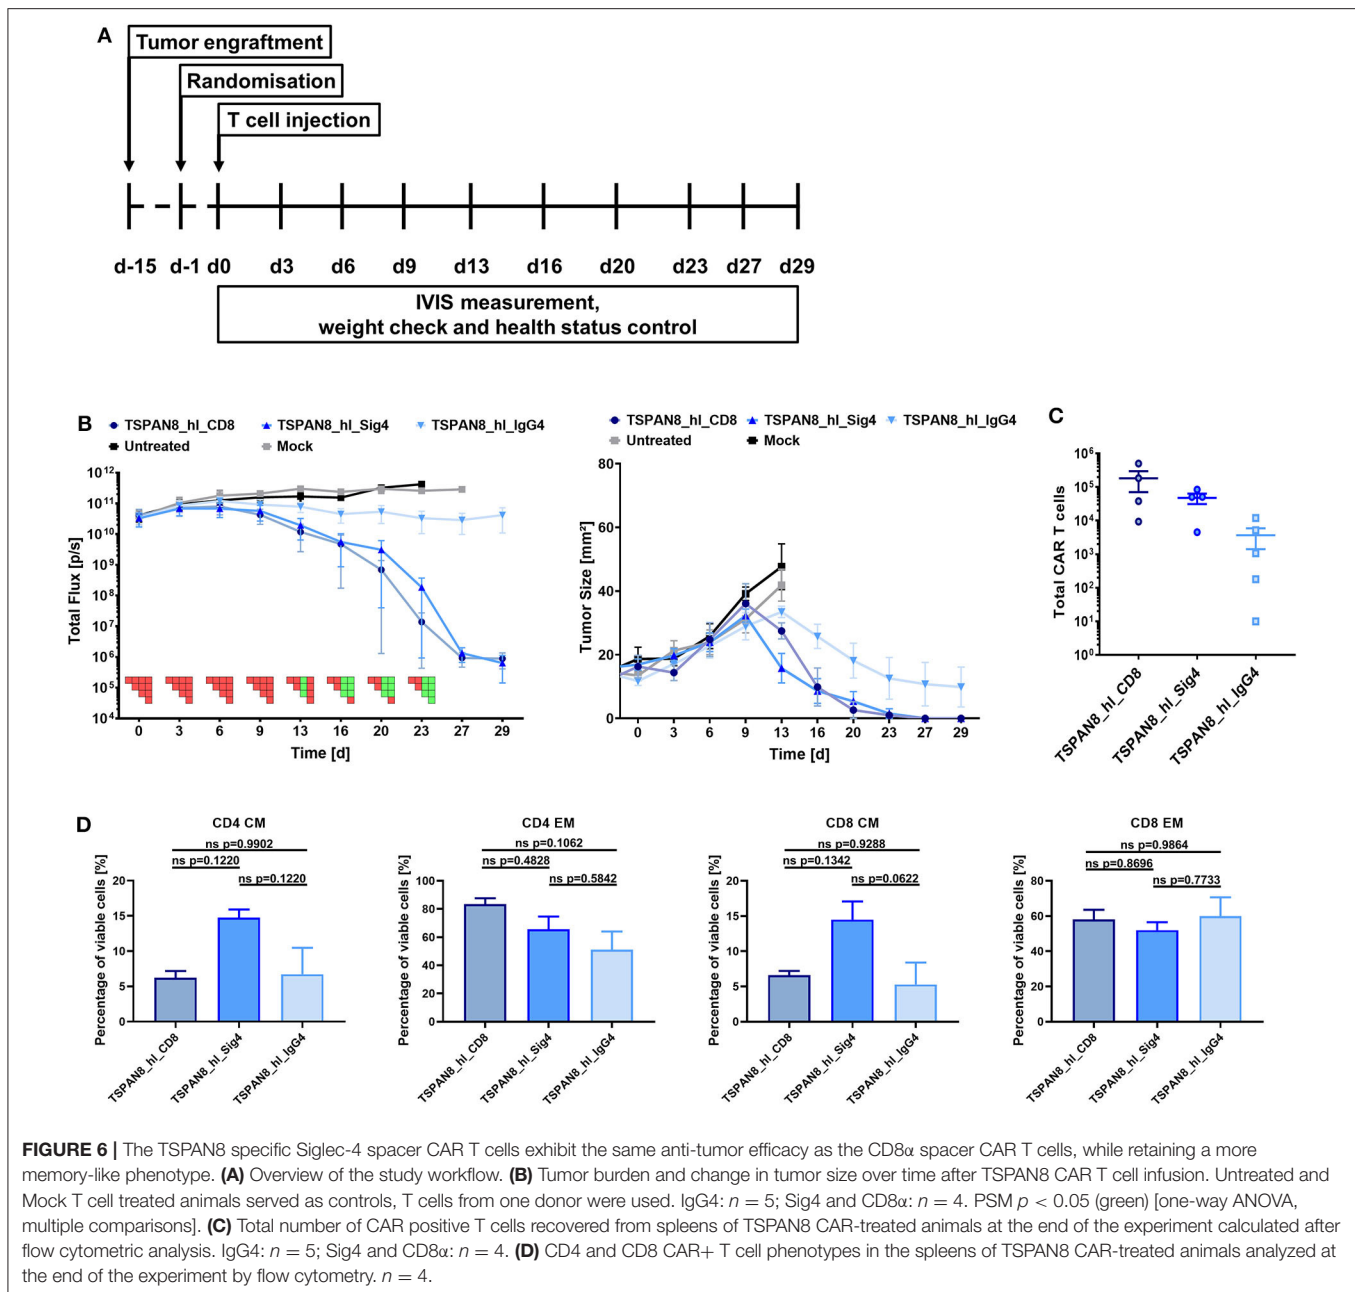 A
Tumor engraftment
Randomisation
T cell injection
d-15 d-1 d0 d3 d6 d9 d13 d16 d20 d23 d27 d29
IVIS measurement,
weight check and health status control
B
TSPAN8_hl_CD8 TSPAN8_hl_Sig4 TSPAN8_hl_IgG4
Untreated Mock
Total Flux [p/s]
10¹²
10¹¹
10¹⁰
10⁹
10⁸
10⁷
10⁶
10⁵
10⁴
0 3 6 9 13 16 20 23 27 29
Time [d]
TSPAN8_hl_CD8 TSPAN8_hl_Sig4 TSPAN8_hl_IgG4
Untreated Mock
Tumor Size [mm²]
80
60
40
20
0
0 3 6 9 13 16 20 23 27 29
Time [d]
C
Total CAR T cells
10⁶
10⁵
10⁴
10³
10²
10¹
10⁰
TSPAN8_hl_CD8
TSPAN8_hl_Sig4
TSPAN8_hl_IgG4
D
CD4 CM
ns p=0.9902
ns p=0.1220
ns p=0.1220
Percentage of viable cells [%]
20
15
10
5
0
TSPAN8_hl_CD8
TSPAN8_hl_Sig4
TSPAN8_hl_IgG4
CD4 EM
ns p=0.1062
ns p=0.4828
ns p=0.5842
Percentage of viable cells [%]
100
80
60
40
20
0
TSPAN8_hl_CD8
TSPAN8_hl_Sig4
TSPAN8_hl_IgG4
CD8 CM
ns p=0.9288
ns p=0.1342
ns p=0.0622
Percentage of viable cells [%]
20
15
10
5
0
TSPAN8_hl_CD8
TSPAN8_hl_Sig4
TSPAN8_hl_IgG4
CD8 EM
ns p=0.9864
ns p=0.8696
ns p=0.7733
Percentage of viable cells [%]
80
60
40
20
0
TSPAN8_hl_CD8
TSPAN8_hl_Sig4
TSPAN8_hl_IgG4
FIGURE 6 | The TSPAN8 specific Siglec-4 spacer CAR T cells exhibit the same anti-tumor efficacy as the CD8α spacer CAR T cells, while retaining a more
memory-like phenotype. (A) Overview of the study workflow. (B) Tumor burden and change in tumor size over time after TSPAN8 CAR T cell infusion. Untreated and
Mock T cell treated animals served as controls, T cells from one donor were used. IgG4: n = 5; Sig4 and CD8α: n = 4. PSM p < 0.05 (green) [one-way ANOVA,
multiple comparisons]. (C) Total number of CAR positive T cells recovered from spleens of TSPAN8 CAR-treated animals at the end of the experiment calculated after
flow cytometric analysis. IgG4: n = 5; Sig4 and CD8α: n = 4. (D) CD4 and CD8 CAR+ T cell phenotypes in the spleens of TSPAN8 CAR-treated animals analyzed at
the end of the experiment by flow cytometry. n = 4.